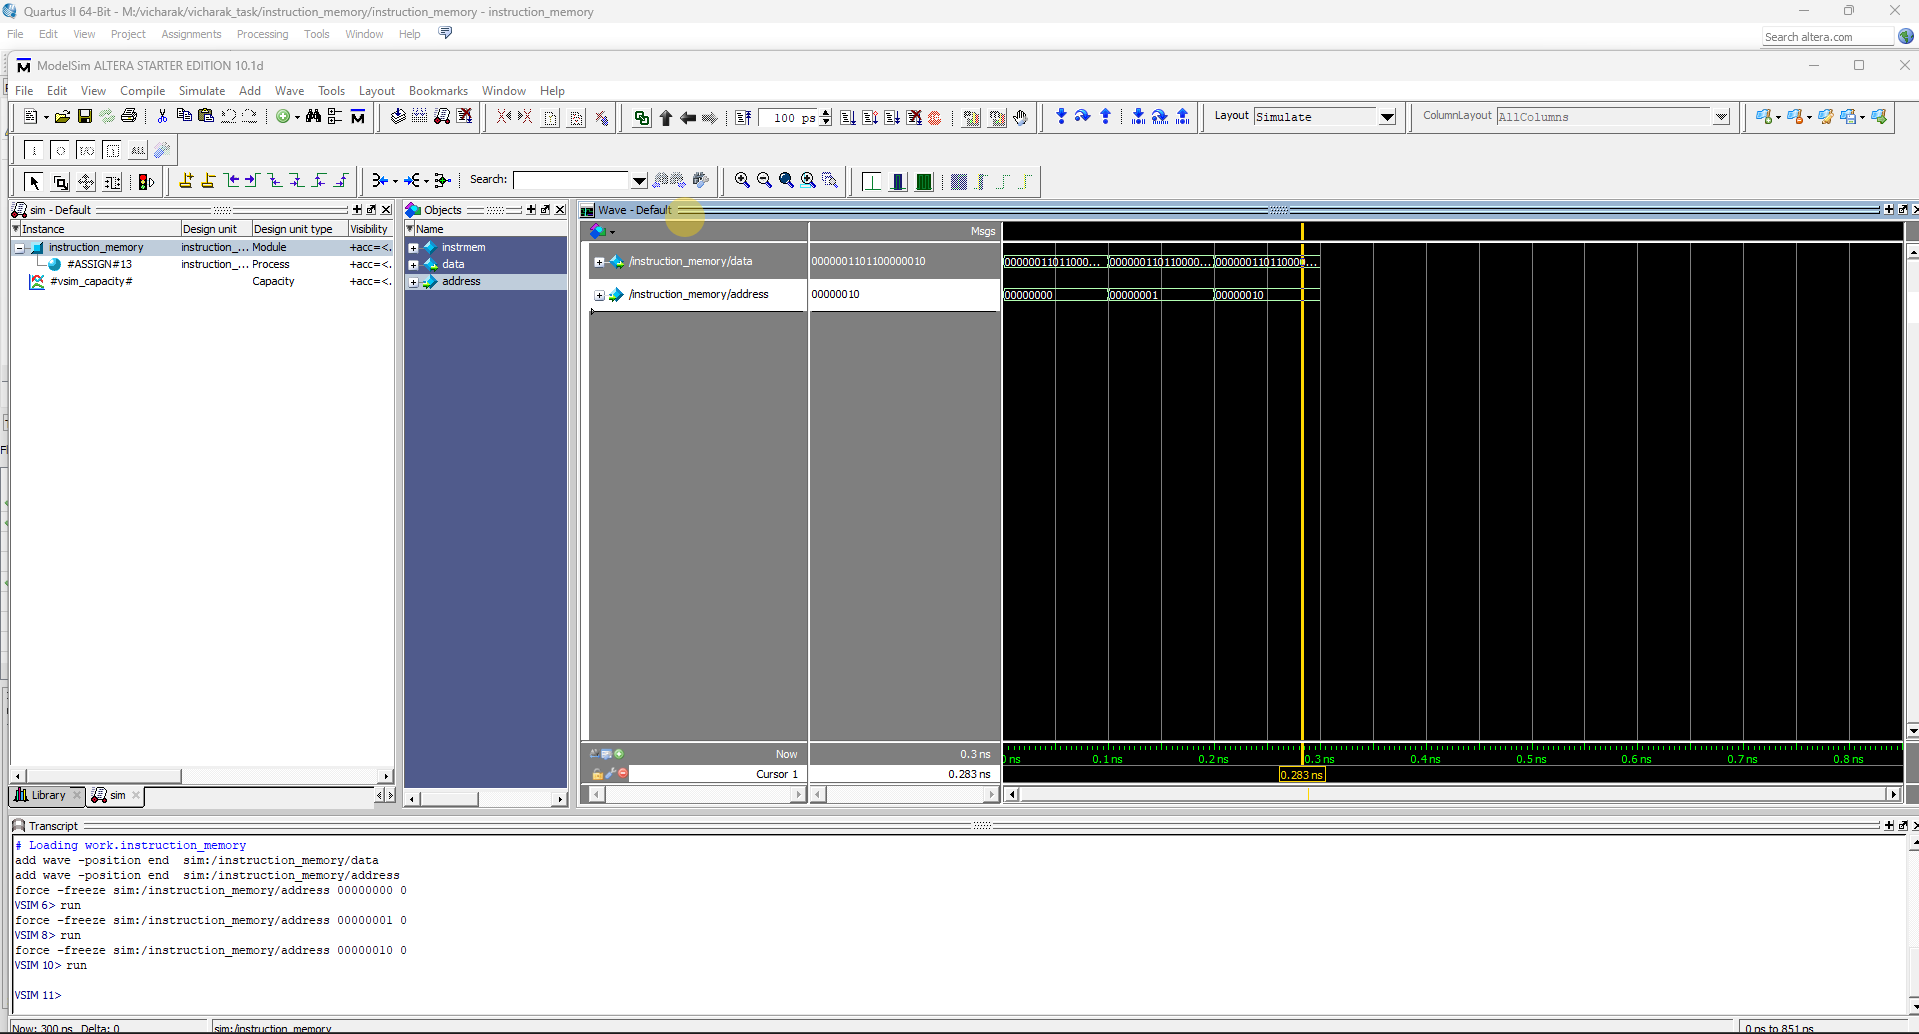 Quartus II 64-Bit - M:/vicharak/vicharak_task/instruction_memory/instruction_memory - instruction_memory
File Edit View Project Assignments Processing Tools Window Help
Search altera.com
ModelSim ALTERA STARTER EDITION 10.1d
File Edit View Compile Simulate Add Wave Tools Layout Bookmarks Window Help
100 ps
Layout Simulate
ColumnLayout AllColumns
Search:
sim - Default
Instance Design unit Design unit type Visibility
instruction_memory instruction_... Module +acc=<.
#ASSIGN#13 instruction_... Process +acc=<.
#vsim_capacity# Capacity +acc=<.
Library sim
Objects
Name
instrmem
data
address
Wave - Default
Msgs
/instruction_memory/data 0000001101100000010 000000011011000... 000000110110000... 00000011011000...
/instruction_memory/address 00000010 00000000 00000001 00000010
Now 0.3 ns
ns 0.1 ns 0.2 ns 0.3 ns 0.4 ns 0.5 ns 0.6 ns 0.7 ns 0.8 ns
Cursor 1 0.283 ns 0.283 ns
Transcript
# Loading work.instruction_memory
add wave -position end sim:/instruction_memory/data
add wave -position end sim:/instruction_memory/address
force -freeze sim:/instruction_memory/address 00000000 0
VSIM 6> run
force -freeze sim:/instruction_memory/address 00000001 0
VSIM 8> run
force -freeze sim:/instruction_memory/address 00000010 0
VSIM 10> run
VSIM 11>
Now: 300 ps Delta: 0 sim:/instruction_memory 0 ps to 851 ps